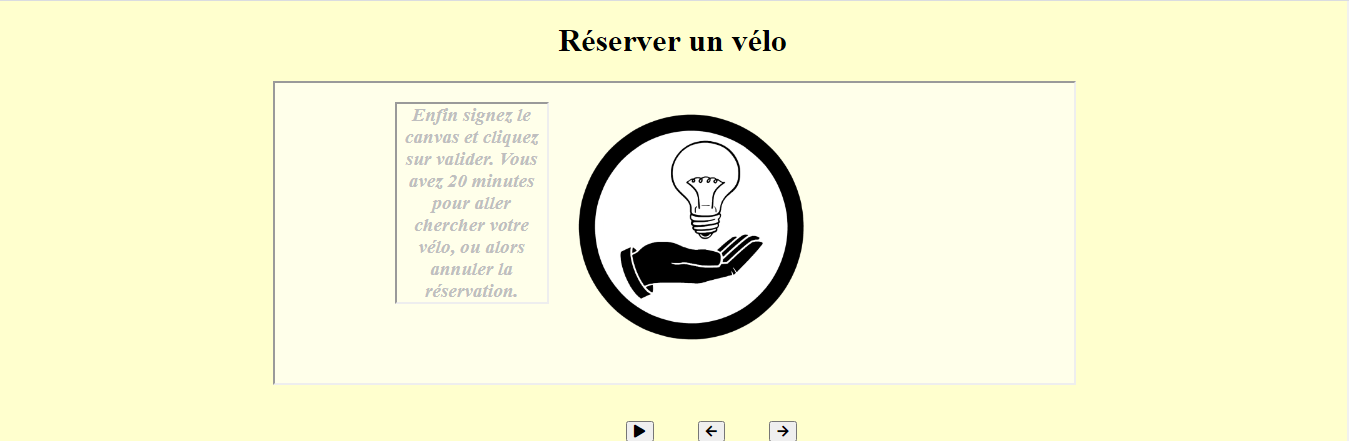 Réserver un vélo
Enfin signez le
canvas et cliquez
sur valider. Vous
avez 20 minutes
pour aller
chercher votre
vélo, ou alors
annuler la
réservation.